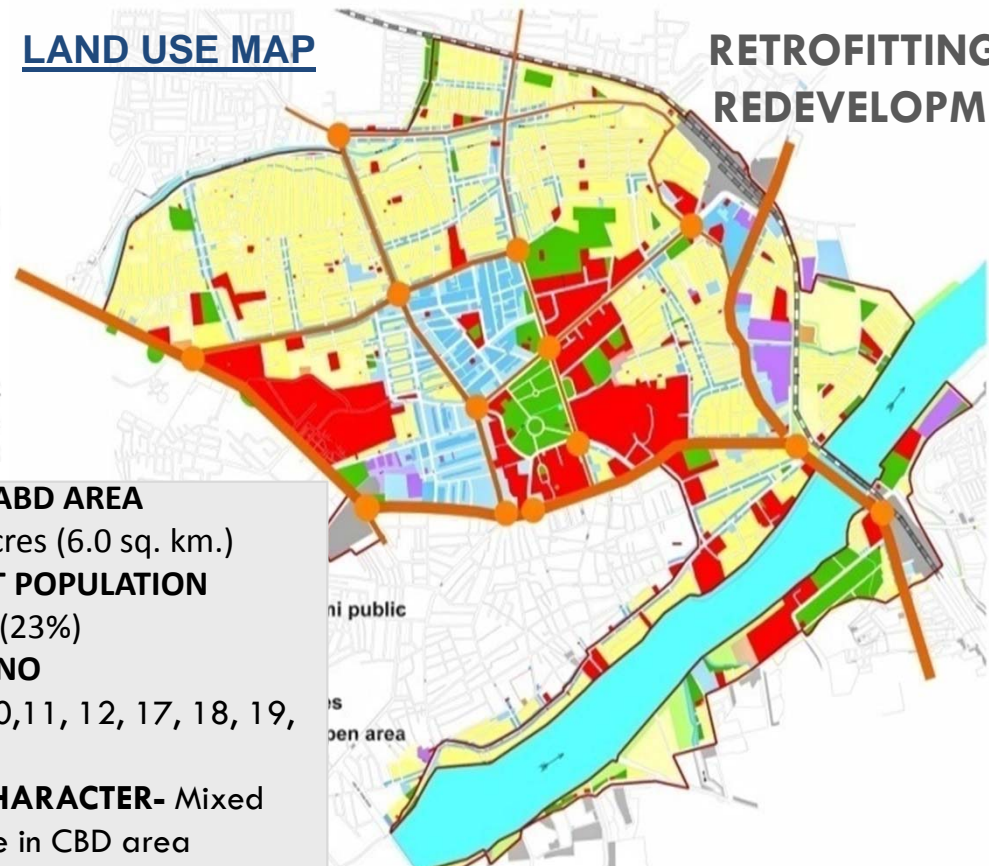 LAND USE MAP
RETROFITTING
REDEVELOPM
ABD AREA
cres (6.0 sq. km.)
T POPULATION
(23%)
NO
0,11, 12, 17, 18, 19,
HARACTER- Mixed
e in CBD area
ni public
es
pen area